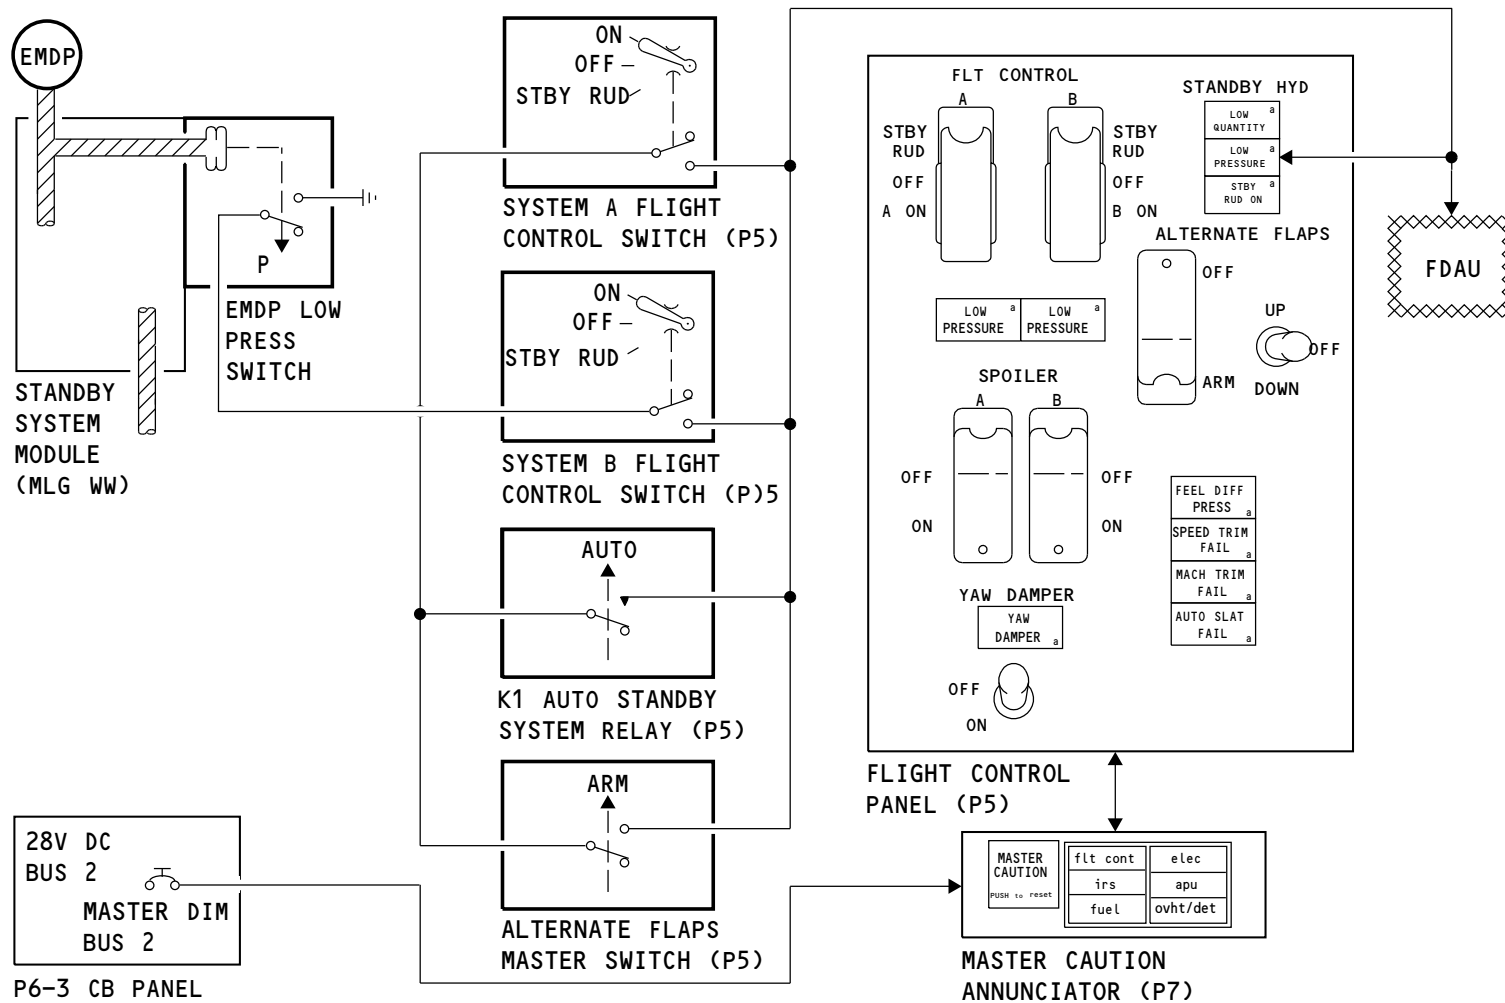 EMDP
P
EMDP LOW
PRESS
SWITCH
STANDBY
SYSTEM
MODULE
(MLG WW)
28V DC
BUS 2
MASTER DIM
BUS 2
P6-3 CB PANEL
ON
OFF
STBY RUD
SYSTEM A FLIGHT
CONTROL SWITCH (P5)
ON
OFF
STBY RUD
SYSTEM B FLIGHT
CONTROL SWITCH (P)5
AUTO
K1 AUTO STANDBY
SYSTEM RELAY (P5)
ARM
ALTERNATE FLAPS
MASTER SWITCH (P5)
FLT CONTROL
A
B
STBY
RUD
OFF
A ON
STBY
RUD
OFF
B ON
STANDBY HYD
LOW a
QUANTITY
LOW a
PRESSURE
STBY a
RUD ON
ALTERNATE FLAPS
OFF
ARM
UP
OFF
DOWN
LOW a
PRESSURE
LOW a
PRESSURE
SPOILER
A
B
OFF
ON
OFF
ON
FEEL DIFF
PRESS a
SPEED TRIM
FAIL a
MACH TRIM
FAIL a
AUTO SLAT
FAIL a
YAW DAMPER
YAW
DAMPER a
OFF
ON
FLIGHT CONTROL
PANEL (P5)
FDAU
MASTER
CAUTION
PUSH to reset
flt cont
irs
fuel
elec
apu
ovht/det
MASTER CAUTION
ANNUNCIATOR (P7)